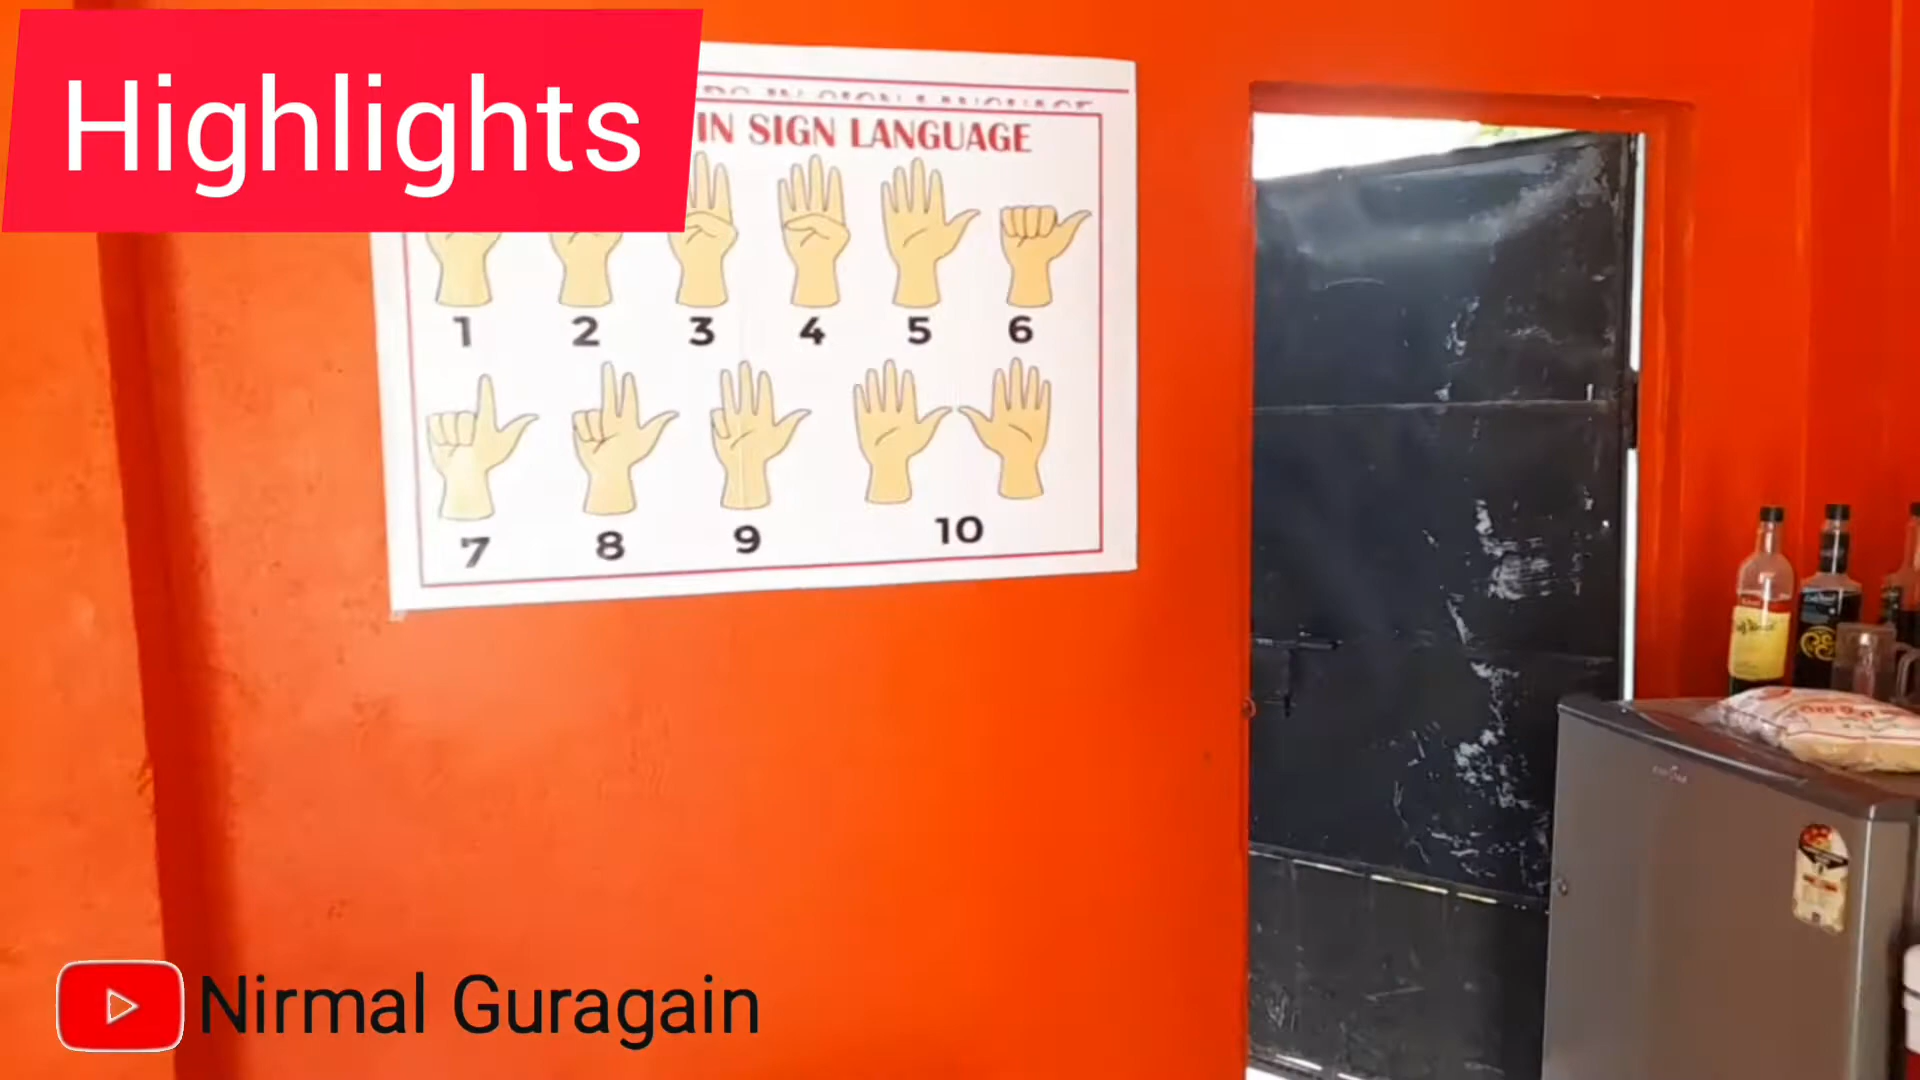 Highlights
IN SIGN LANGUAGE
1 2 3 4 5 6
7 8 9 10
Nirmal Guragain